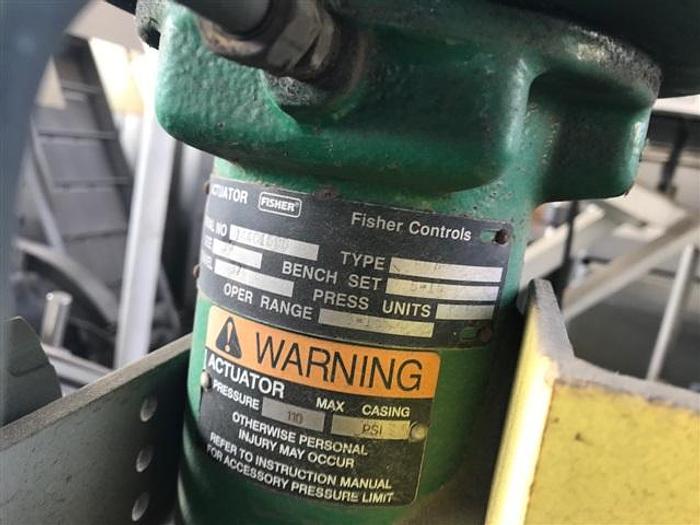 ACTUATOR FISHER® Fisher Controls
NO TYPE
BENCH SET
OPER RANGE PRESS UNITS
WARNING
ACTUATOR
PRESSURE 110 MAX CASING PSI
OTHERWISE PERSONAL
INJURY MAY OCCUR
REFER TO INSTRUCTION MANUAL
FOR ACCESSORY PRESSURE LIMIT